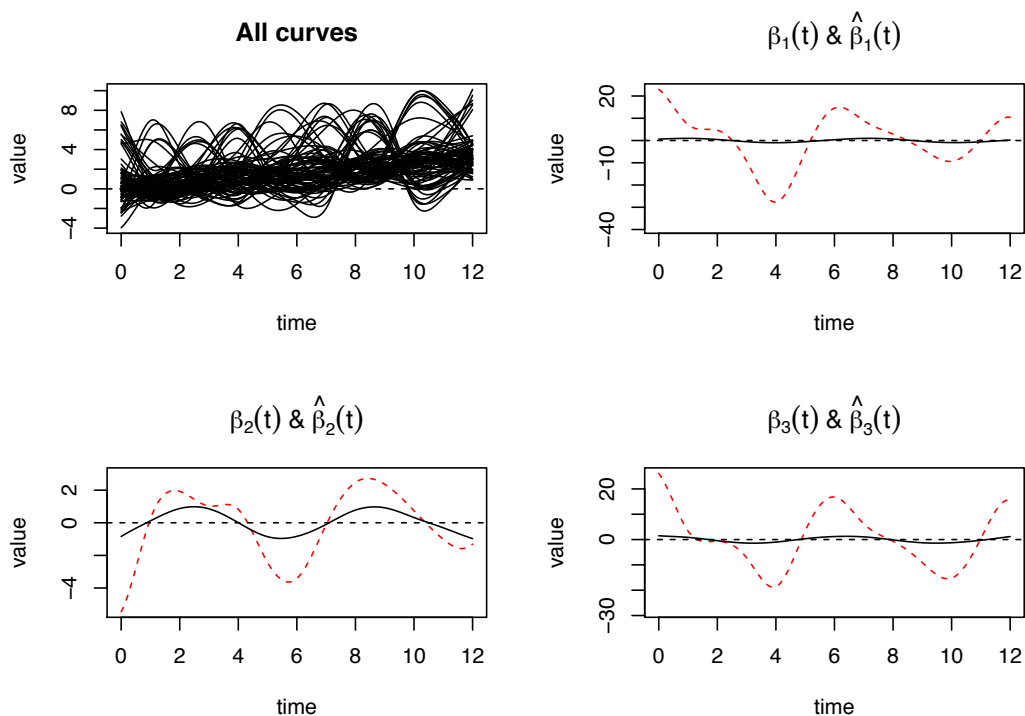 All curves
value
8
4
0
−4
0 2 4 6 8 10 12
time
β₁(t) & β̂₁(t)
value
20
−10
−40
0 2 4 6 8 10 12
time
β₂(t) & β̂₂(t)
value
2
0
−4
0 2 4 6 8 10 12
time
β₃(t) & β̂₃(t)
value
20
0
−30
0 2 4 6 8 10 12
time